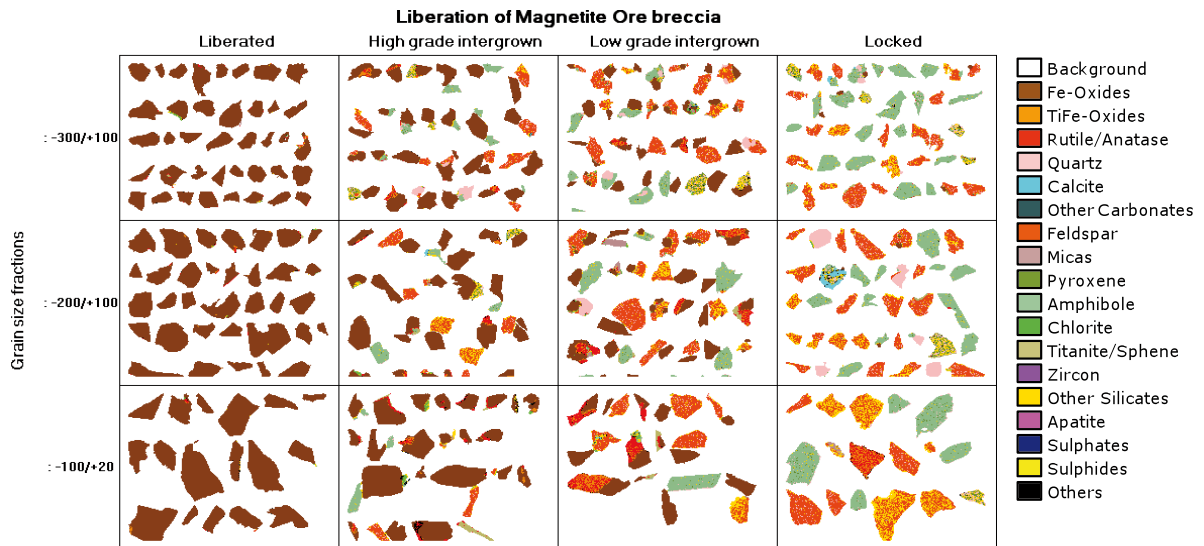 Liberation of Magnetite Ore breccia
Liberated
High grade intergrown
Low grade intergrown
Locked
Grain size fractions
: -300/+100
: -200/+100
: -100/+20
Background
Fe-Oxides
TiFe-Oxides
Rutile/Anatase
Quartz
Calcite
Other Carbonates
Feldspar
Micas
Pyroxene
Amphibole
Chlorite
Titanite/Sphene
Zircon
Other Silicates
Apatite
Sulphates
Sulphides
Others